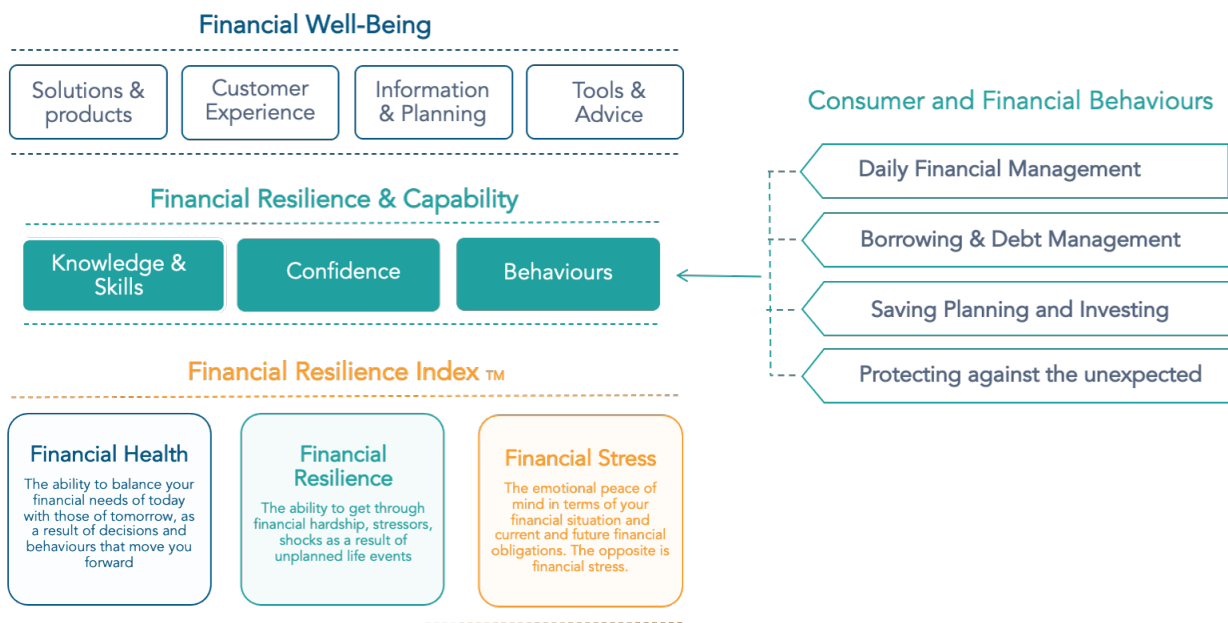 Financial Well-Being
Solutions &
products
Customer
Experience
Information
& Planning
Tools &
Advice
Financial Resilience & Capability
Knowledge &
Skills
Confidence
Behaviours
Consumer and Financial Behaviours
Daily Financial Management
Borrowing & Debt Management
Saving Planning and Investing
Protecting against the unexpected
Financial Resilience Index TM
Financial Health
The ability to balance your
financial needs of today
with those of tomorrow, as
a result of decisions and
behaviours that move you
forward
Financial
Resilience
The ability to get through
financial hardship, stressors,
shocks as a result of
unplanned life events
Financial Stress
The emotional peace of
mind in terms of your
financial situation and
current and future financial
obligations. The opposite is
financial stress.